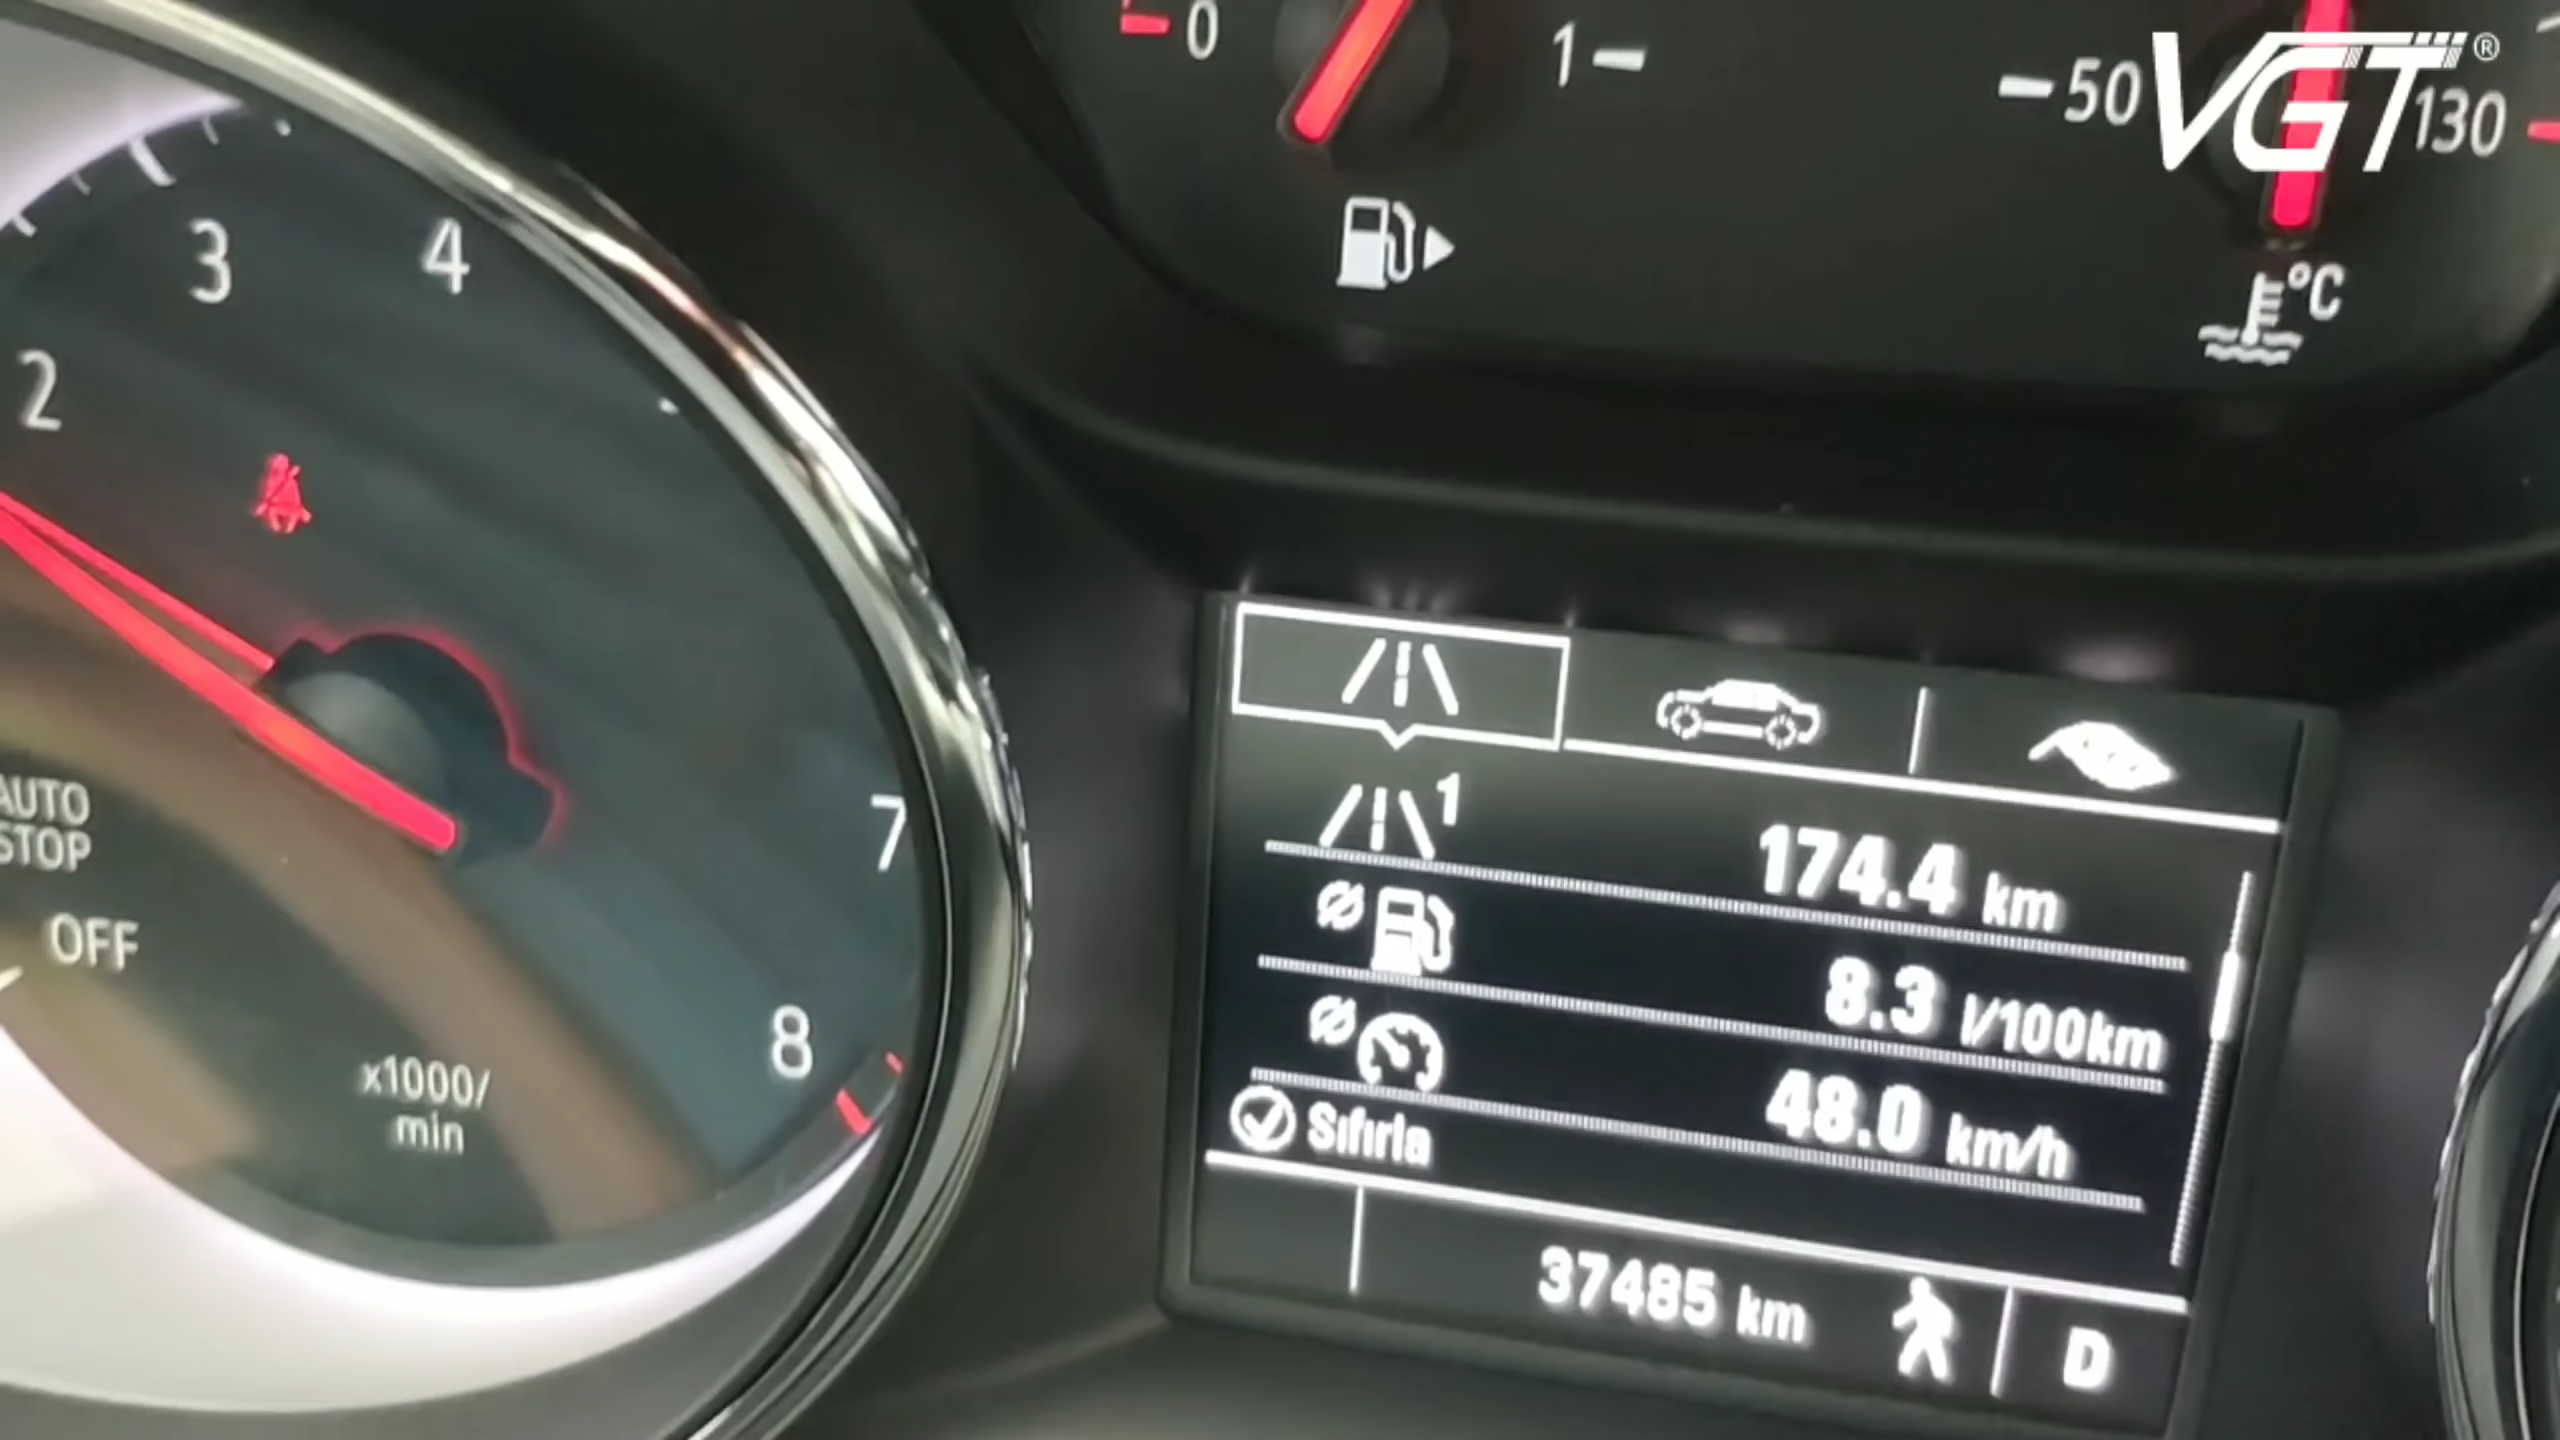 0
1
50
130
VGT®
°C
2
3
4
7
8
AUTO
STOP
OFF
x1000/
min
1
174.4 km
Ø
8.3 l/100km
Ø
48.0 km/h
Sıfırla
37485 km
D